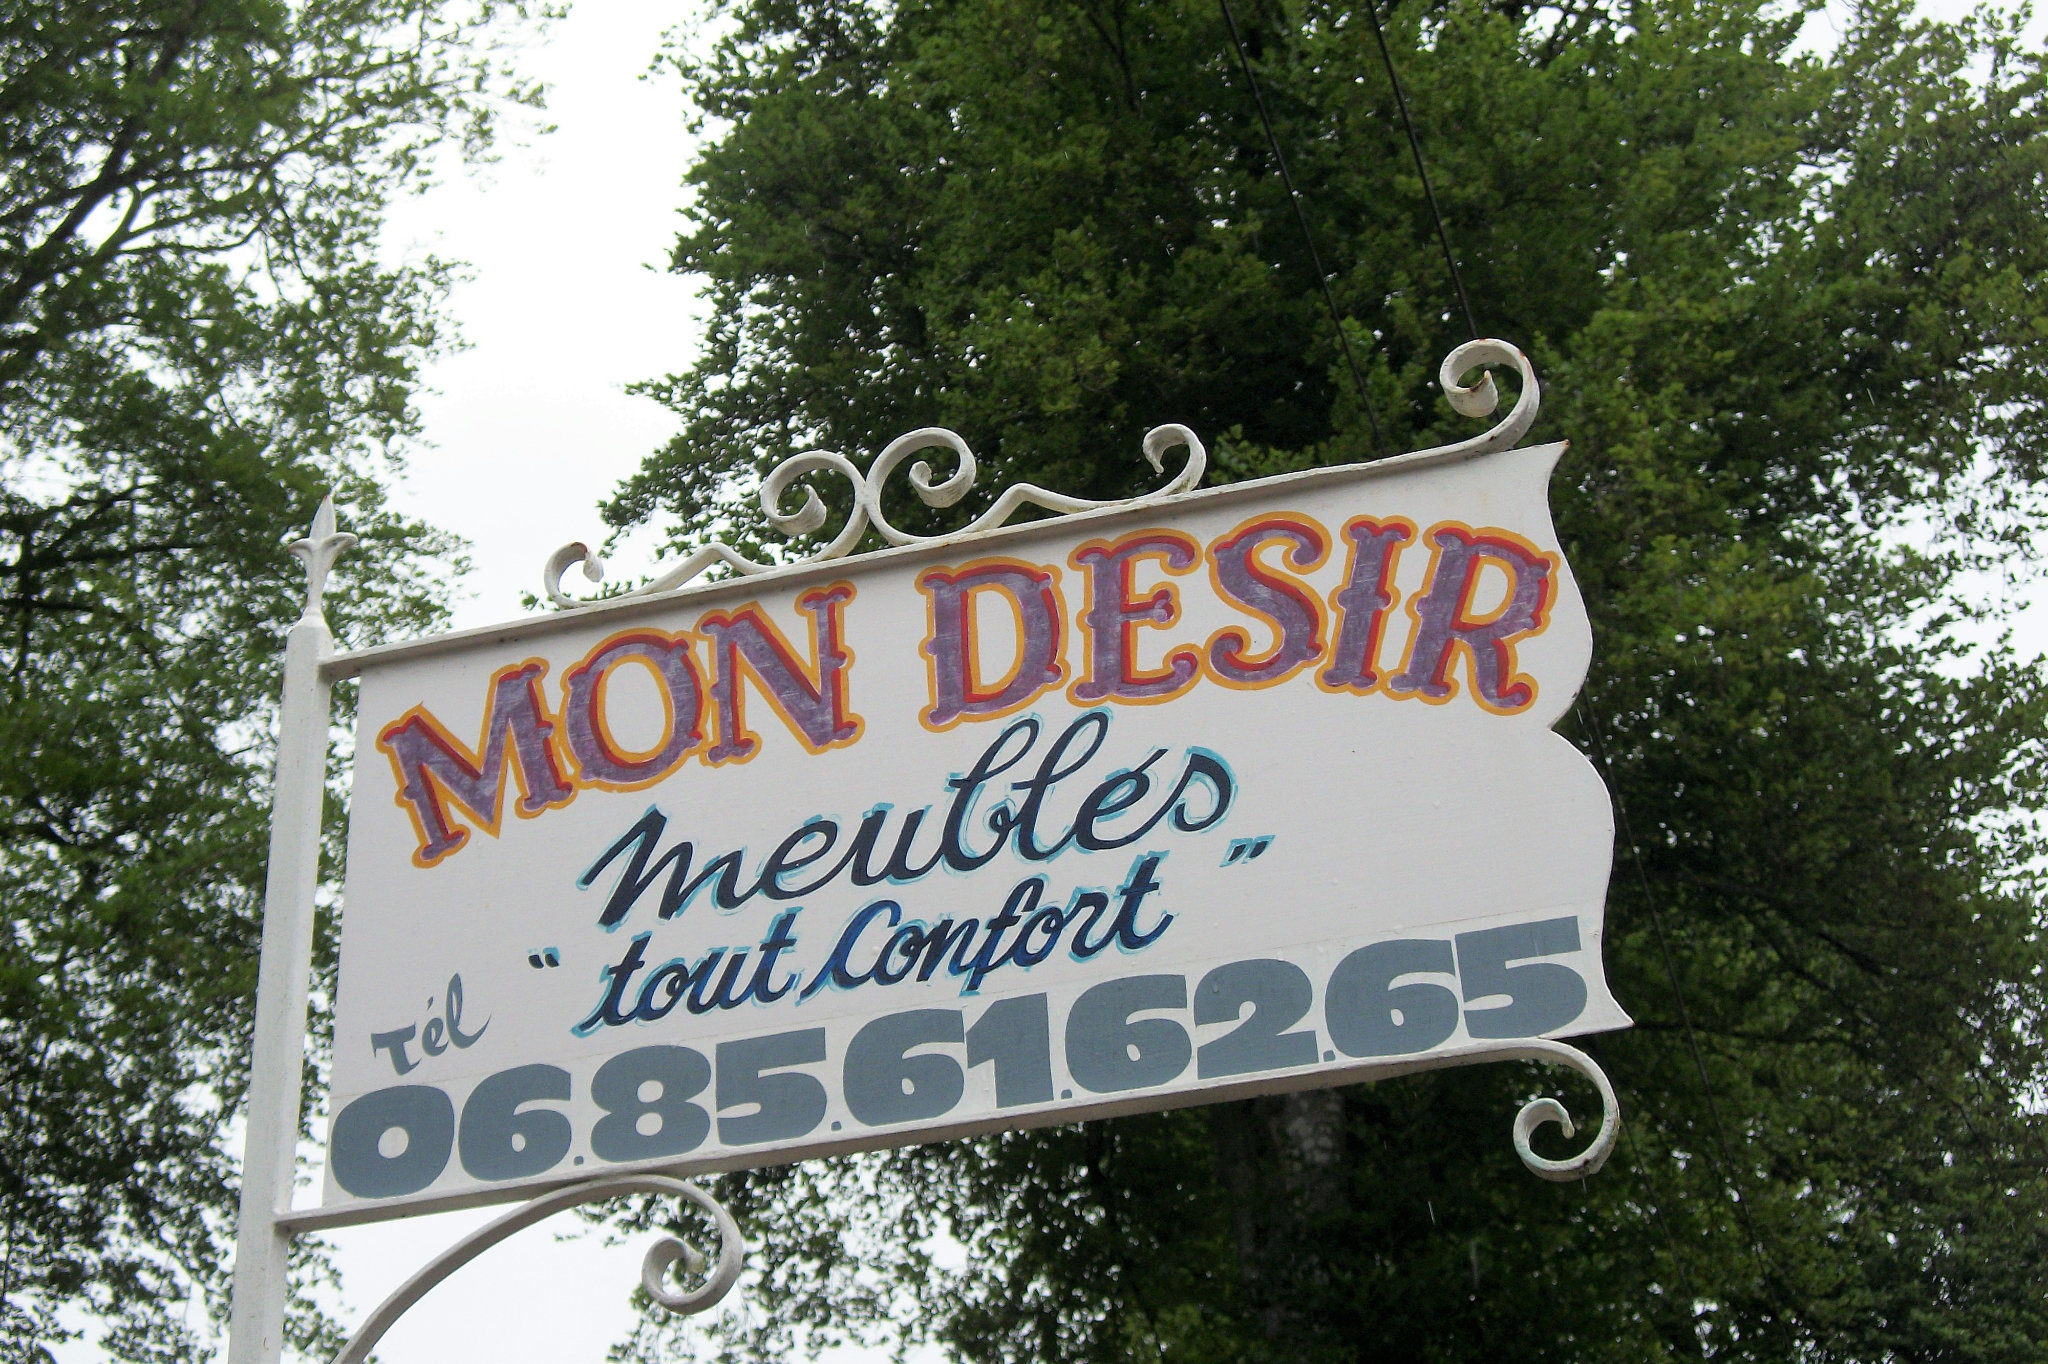 MON DESIR
Meublés
"tout Confort"
Tél
06.85.61.62.65